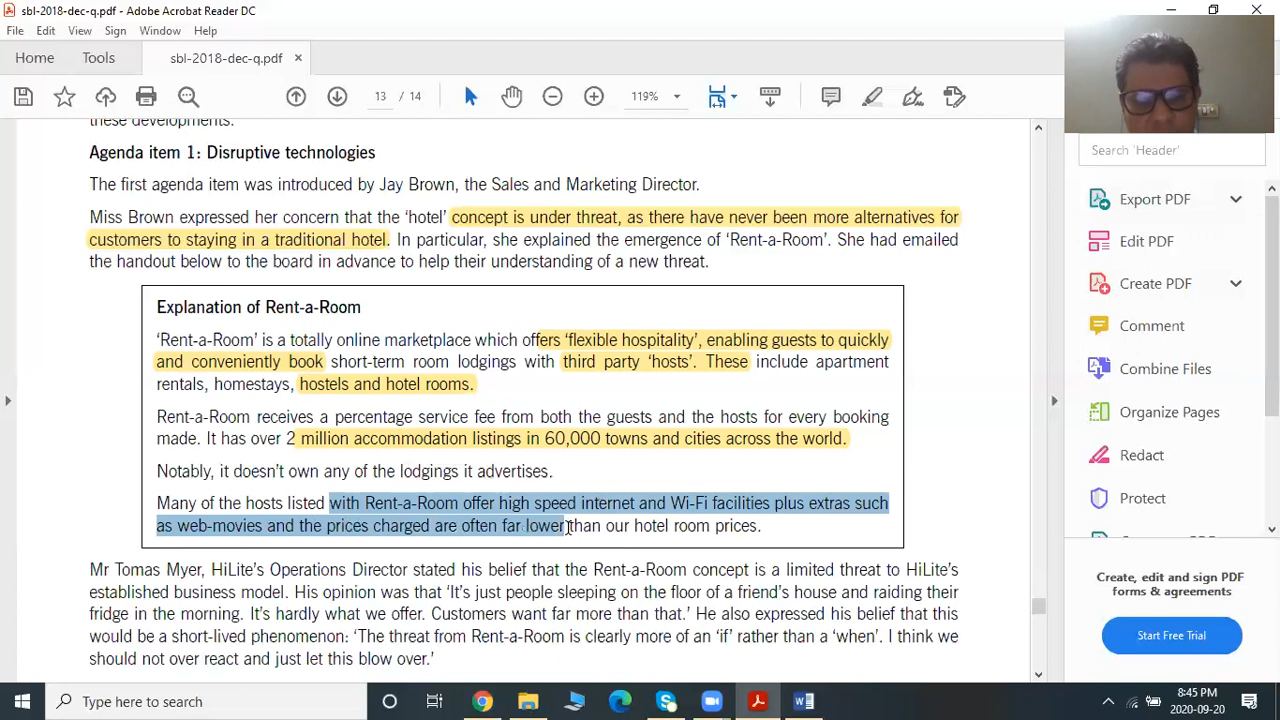 sbl-2018-dec-q.pdf - Adobe Acrobat Reader DC
File Edit View Sign Window Help
Home Tools sbl-2018-dec-q.pdf ×
13 / 14 119%
these developments.
Agenda item 1: Disruptive technologies
The first agenda item was introduced by Jay Brown, the Sales and Marketing Director.
Miss Brown expressed her concern that the ‘hotel’ concept is under threat, as there have never been more alternatives for
customers to staying in a traditional hotel. In particular, she explained the emergence of ‘Rent-a-Room’. She had emailed
the handout below to the board in advance to help their understanding of a new threat.
Explanation of Rent-a-Room
‘Rent-a-Room’ is a totally online marketplace which offers ‘flexible hospitality’, enabling guests to quickly
and conveniently book short-term room lodgings with third party ‘hosts’. These include apartment
rentals, homestays, hostels and hotel rooms.
Rent-a-Room receives a percentage service fee from both the guests and the hosts for every booking
made. It has over 2 million accommodation listings in 60,000 towns and cities across the world.
Notably, it doesn’t own any of the lodgings it advertises.
Many of the hosts listed with Rent-a-Room offer high speed internet and Wi-Fi facilities plus extras such
as web-movies and the prices charged are often far lower than our hotel room prices.
Mr Tomas Myer, HiLite’s Operations Director stated his belief that the Rent-a-Room concept is a limited threat to HiLite’s
established business model. His opinion was that ‘It’s just people sleeping on the floor of a friend’s house and raiding their
fridge in the morning. It’s hardly what we offer. Customers want far more than that.’ He also expressed his belief that this
would be a short-lived phenomenon: ‘The threat from Rent-a-Room is clearly more of an ‘if’ rather than a ‘when’. I think we
should not over react and just let this blow over.’
Search 'Header'
Export PDF
Edit PDF
Create PDF
Comment
Combine Files
Organize Pages
Redact
Protect
Create, edit and sign PDF
forms & agreements
Start Free Trial
Type here to search
8:45 PM
2020-09-20